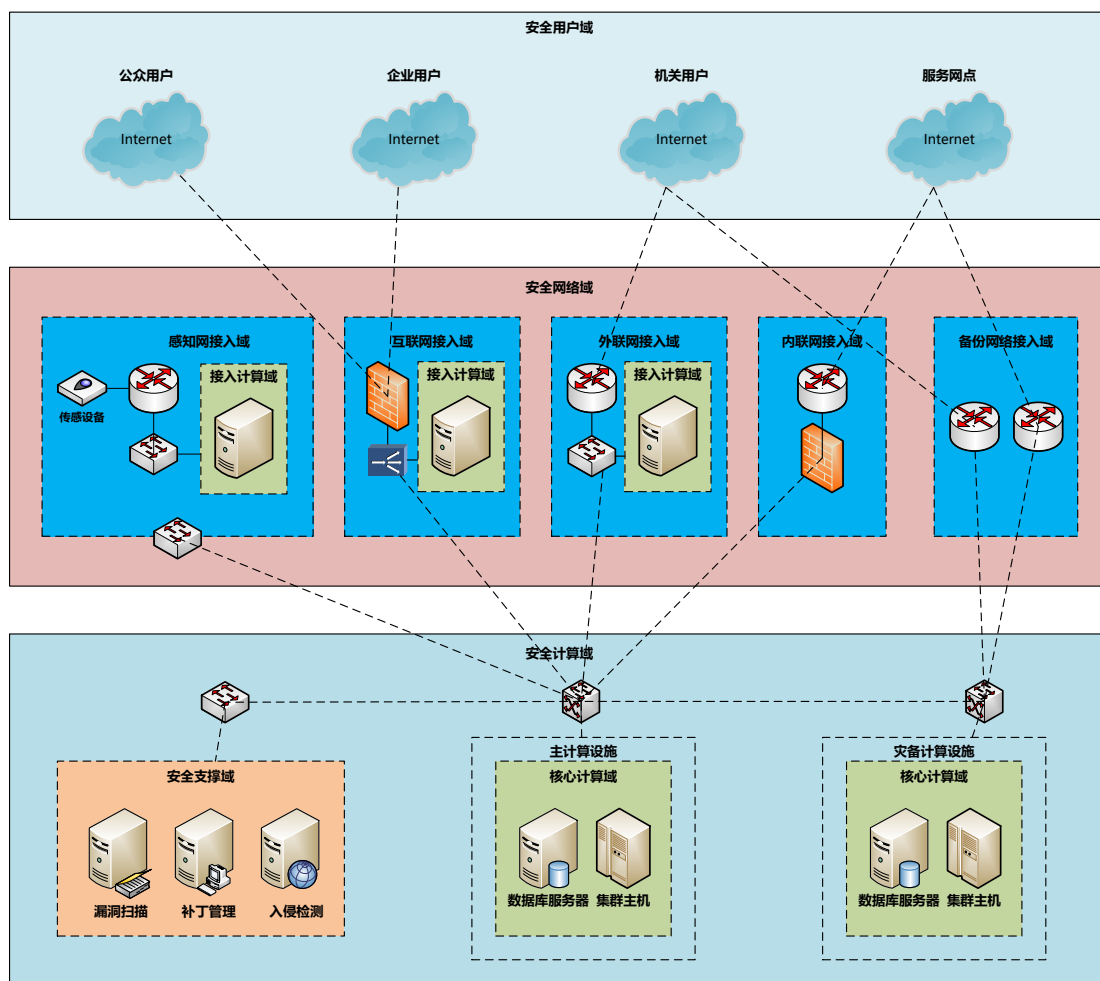 安全用户域
公众用户
企业用户
机关用户
服务网点
Internet
Internet
Internet
Internet
安全网络域
感知网接入域
互联网接入域
外联网接入域
内联网接入域
备份网络接入域
接入计算域
接入计算域
接入计算域
传感设备
安全计算域
主计算设施
灾备计算设施
安全支撑域
核心计算域
核心计算域
漏洞扫描
补丁管理
入侵检测
数据库服务器
集群主机
数据库服务器
集群主机